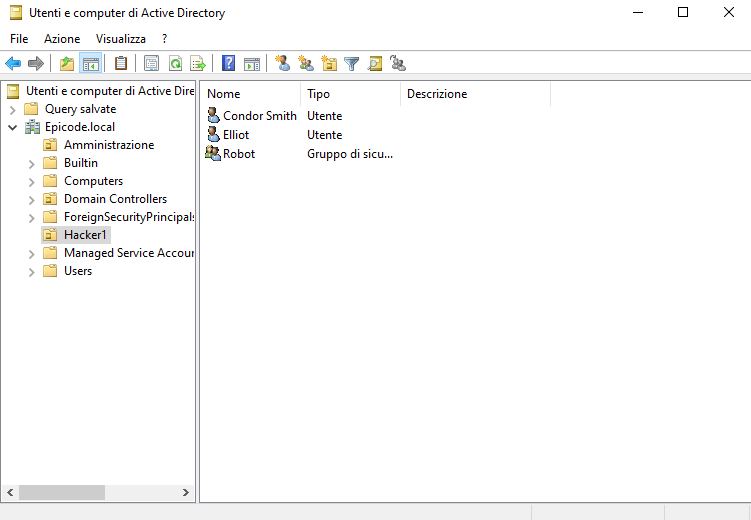 Utenti e computer di Active Directory
File Azione Visualizza ?
Utenti e computer di Active Dire
Query salvate
Epicode.local
Amministrazione
Builtin
Computers
Domain Controllers
ForeignSecurityPrincipals
Hacker1
Managed Service Accour
Users
Nome Tipo Descrizione
Condor Smith Utente
Elliot Utente
Robot Gruppo di sicu...